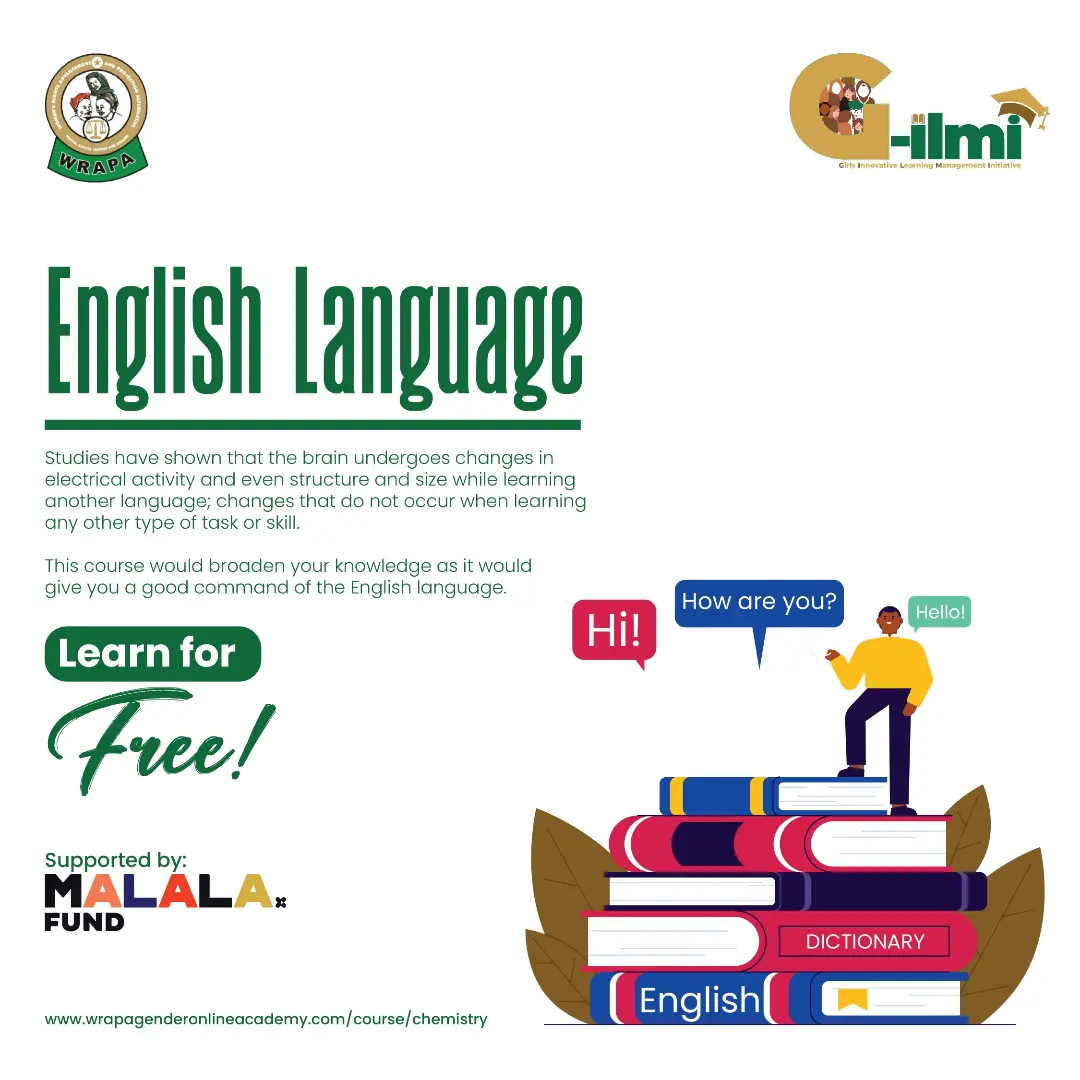 WRAPA
G-ilmi
Girls Innovative Learning Management Initiative
English Language
Studies have shown that the brain undergoes changes in
electrical activity and even structure and size while learning
another language; changes that do not occur when learning
any other type of task or skill.
This course would broaden your knowledge as it would
give you a good command of the English language.
Learn for
Free!
Hi!
How are you?
Hello!
Supported by:
MALALA
FUND
DICTIONARY
English
www.wrapagenderonlineacademy.com/course/chemistry